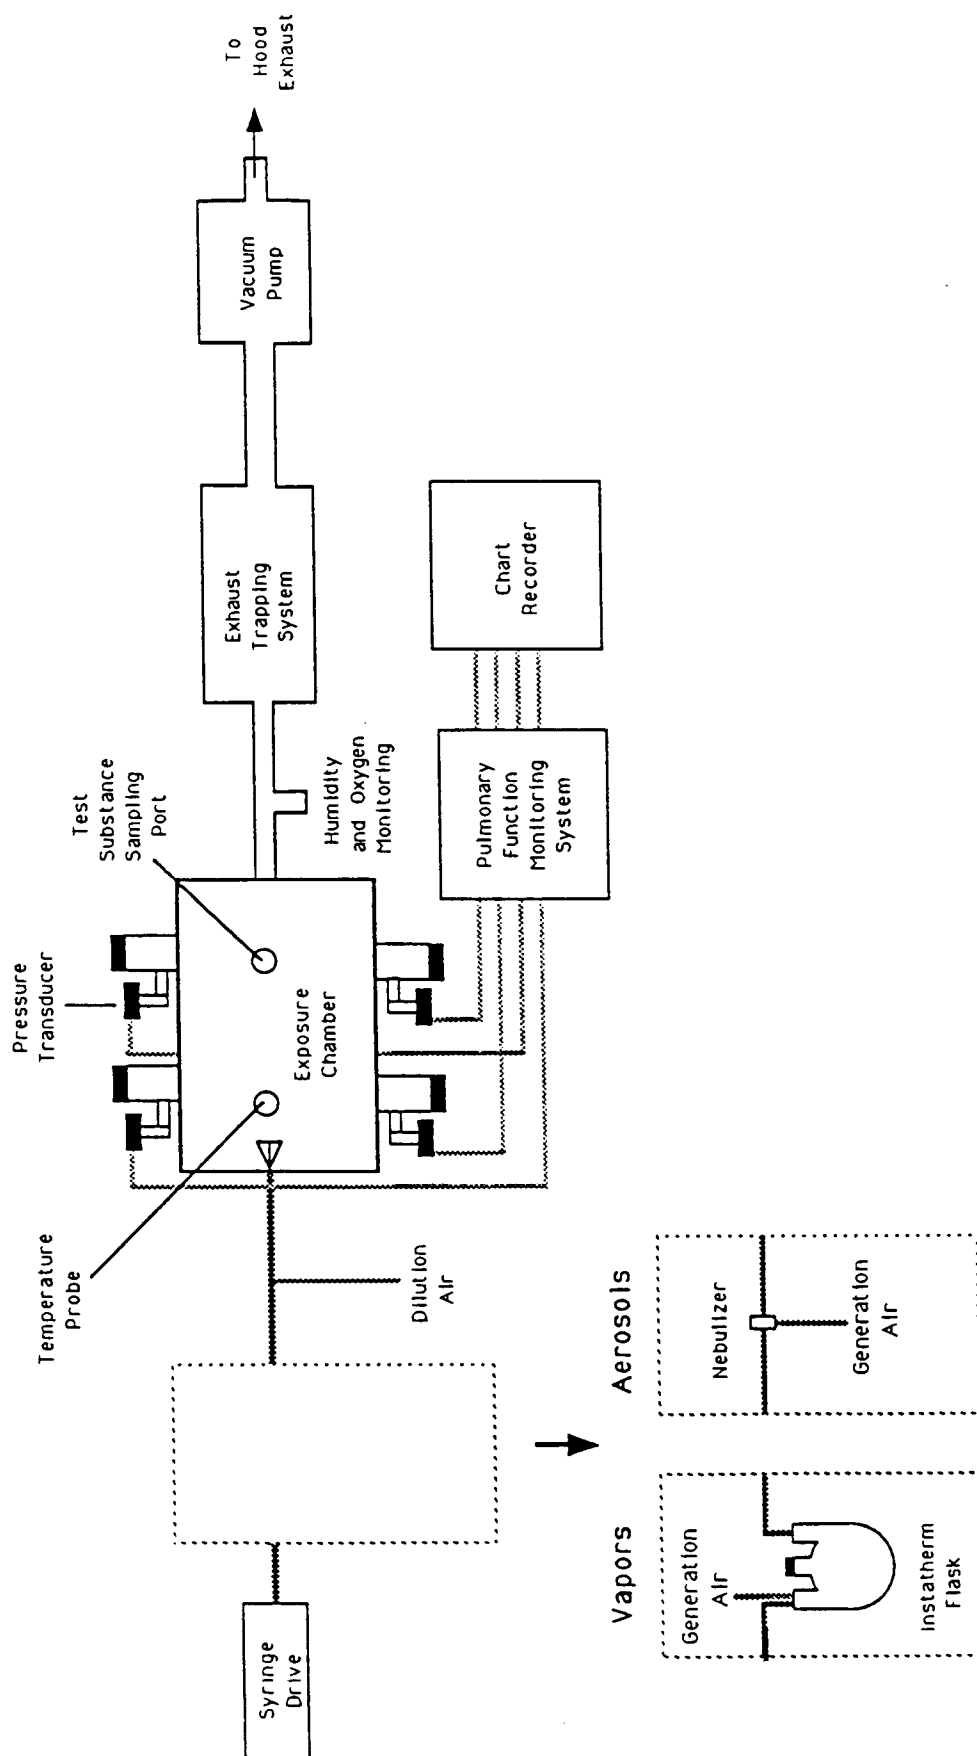 Syringe
Drive
Temperature
Probe
Pressure
Transducer
Test
Substance
Sampling
Port
Exposure
Chamber
Dilution
Air
Humidity
and Oxygen
Monitoring
Exhaust
Trapping
System
Vacuum
Pump
To
Hood
Exhaust
Pulmonary
Function
Monitoring
System
Chart
Recorder
Vapors
Generation
Air
Instatherm
Flask
Aerosols
Nebulizer
Generation
Air